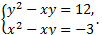 y² − xy = 12,
x² − xy = −3.